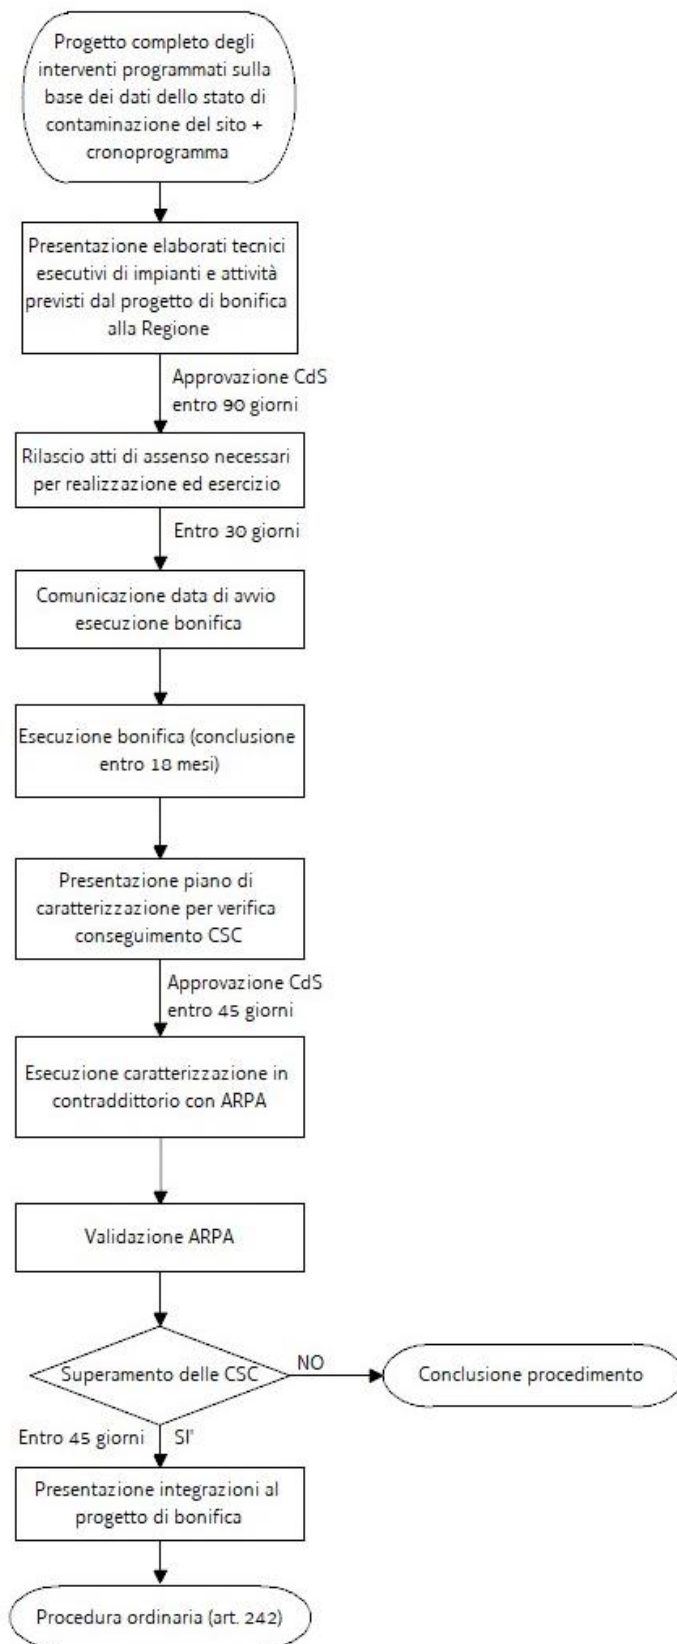 Progetto completo degli
interventi programmati sulla
base dei dati dello stato di
contaminazione del sito +
cronoprogramma
Presentazione elaborati tecnici
esecutivi di impianti e attività
previsti dal progetto di bonifica
alla Regione
Approvazione CdS
entro 90 giorni
Rilascio atti di assenso necessari
per realizzazione ed esercizio
Entro 30 giorni
Comunicazione data di avvio
esecuzione bonifica
Esecuzione bonifica (conclusione
entro 18 mesi)
Presentazione piano di
caratterizzazione per verifica
conseguimento CSC
Approvazione CdS
entro 45 giorni
Esecuzione caratterizzazione in
contraddittorio con ARPA
Validazione ARPA
Superamento delle CSC
NO
Conclusione procedimento
Entro 45 giorni
SI'
Presentazione integrazioni al
progetto di bonifica
Procedura ordinaria (art. 242)